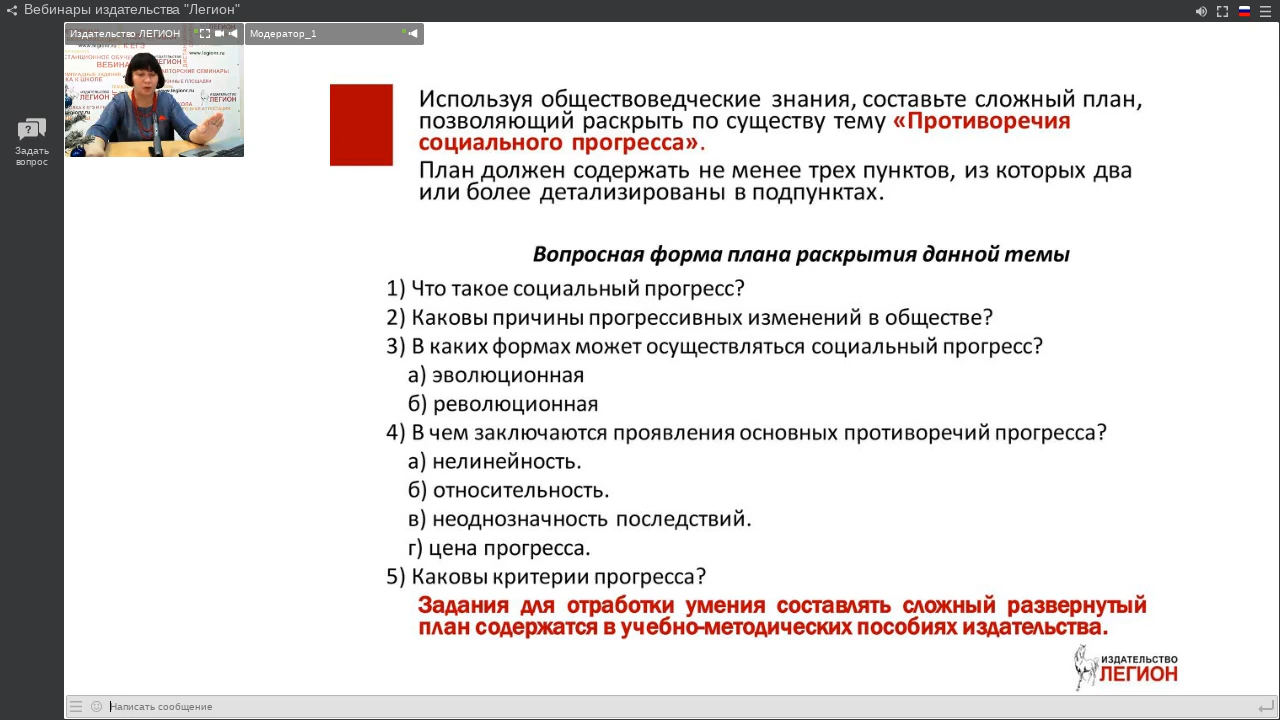 Вебинары издательства "Легион"
Издательство ЛЕГИОН
Модератор_1
Задать
вопрос
Используя обществоведческие знания, составьте сложный план,
позволяющий раскрыть по существу тему «Противоречия
социального прогресса».
План должен содержать не менее трех пунктов, из которых два
или более детализированы в подпунктах.
Вопросная форма плана раскрытия данной темы
1) Что такое социальный прогресс?
2) Каковы причины прогрессивных изменений в обществе?
3) В каких формах может осуществляться социальный прогресс?
а) эволюционная
б) революционная
4) В чем заключаются проявления основных противоречий прогресса?
а) нелинейность.
б) относительность.
в) неоднозначность последствий.
г) цена прогресса.
5) Каковы критерии прогресса?
Задания для отработки умения составлять сложный развернутый
план содержатся в учебно-методических пособиях издательства.
ИЗДАТЕЛЬСТВО
ЛЕГИОН
Написать сообщение